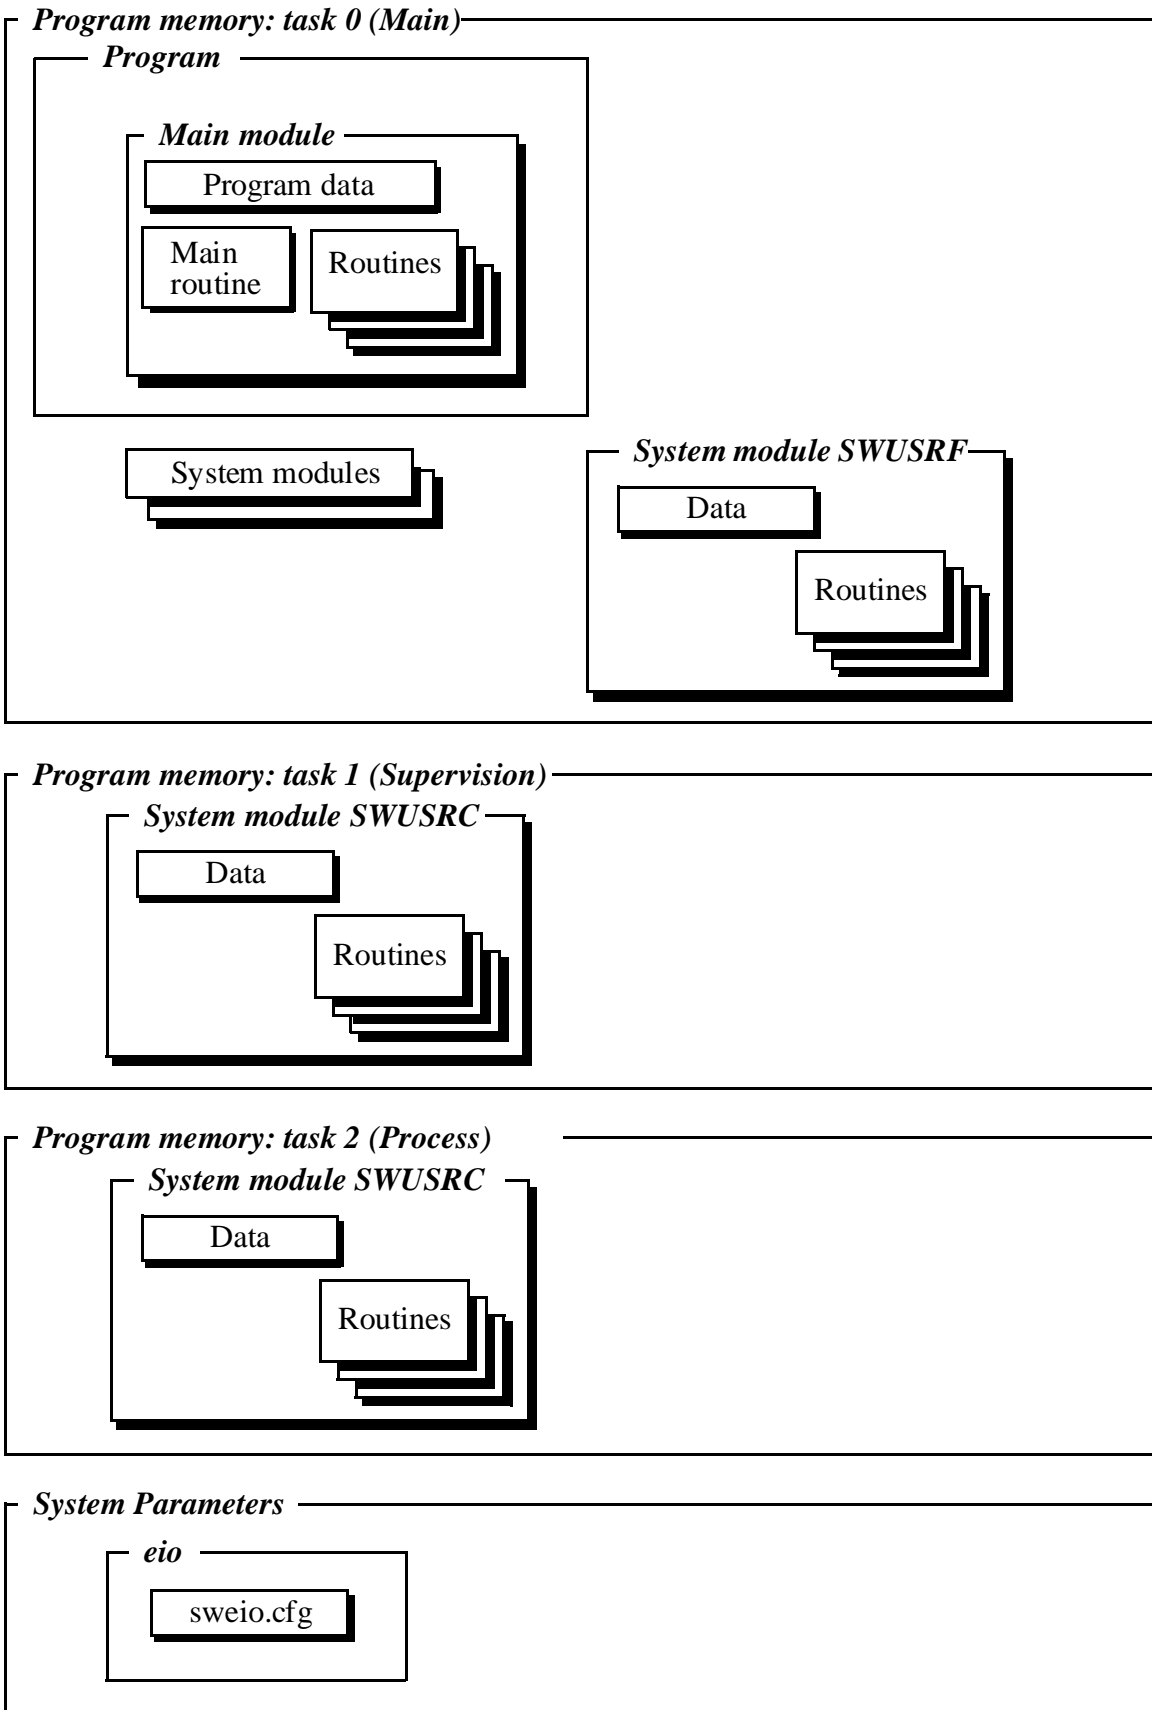 Program memory: task 0 (Main)
Program
Main module
Program data
Main
routine
Routines
System modules
System module SWUSRF
Data
Routines
Program memory: task 1 (Supervision)
System module SWUSRC
Data
Routines
Program memory: task 2 (Process)
System module SWUSRC
Data
Routines
System Parameters
eio
sweio.cfg